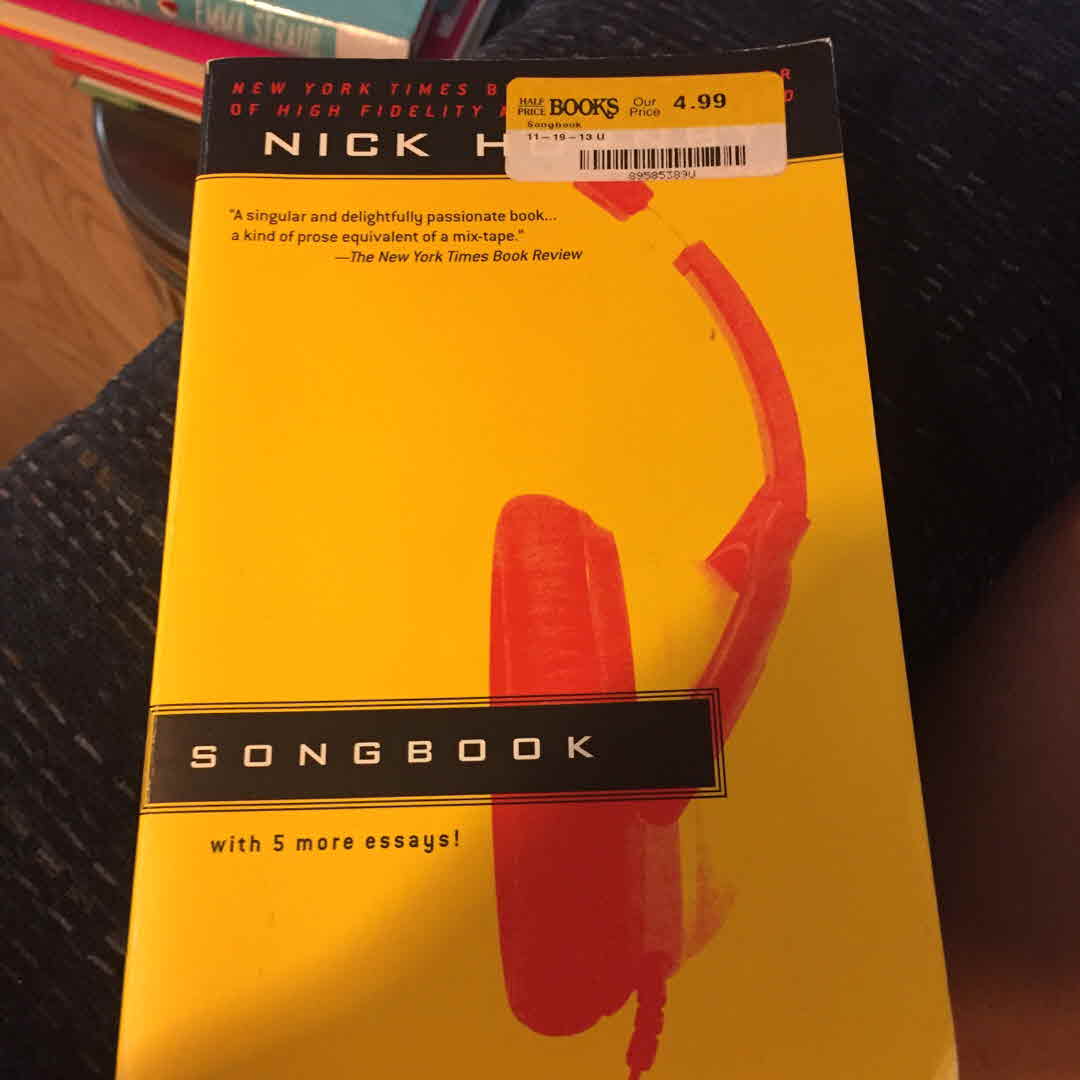 EMMA STRAUB
NEW YORK TIMES B
OF HIGH FIDELITY A
NICK H
HALF PRICE BOOKS Our Price 4.99
Songbook
11-19-13 U
89585389U
"A singular and delightfully passionate book...
a kind of prose equivalent of a mix-tape."
—The New York Times Book Review
SONGBOOK
with 5 more essays!